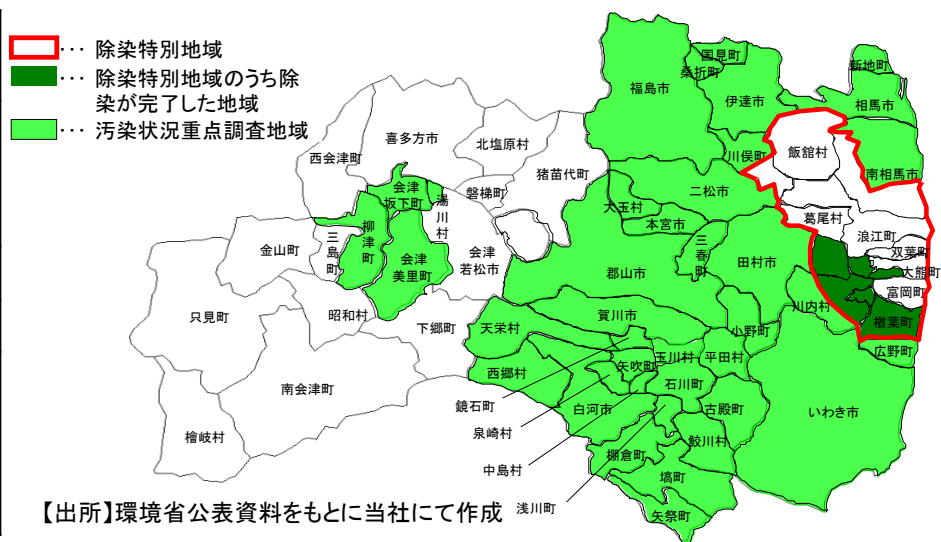 … 除染特別地域
… 除染特別地域のうち除
染が完了した地域
… 汚染状況重点調査地域
国見町
桑折町
新地町
福島市
伊達市
相馬市
喜多方市
北塩原村
西会津町
猪苗代町
川俣町
飯舘村
南相馬市
磐梯町
会津
坂下町
湯川村
二松市
大玉村
本宮市
葛尾村
浪江町
双葉町
大熊町
富岡町
金山町
三島町
柳津町
会津
美里町
会津
若松市
三春町
田村市
郡山市
川内村
楢葉町
広野町
只見町
昭和村
下郷町
天栄村
賀川市
小野町
西郷村
矢吹町
玉川村
平田村
石川町
南会津町
鏡石町
白河市
古殿町
いわき市
泉崎村
檜岐村
中島村
棚倉町
鮫川村
塙町
浅川町
矢祭町
【出所】環境省公表資料をもとに当社にて作成